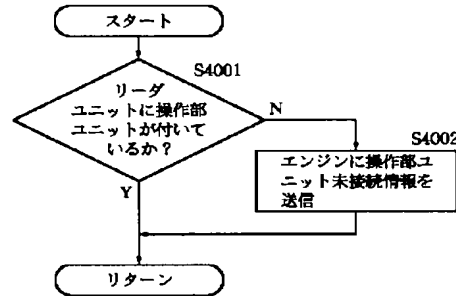 スタート
S4001
リーダ
ユニットに操作部
ユニットが付いて
いるか？
N
Y
S4002
エンジンに操作部ユ
ニット未接続情報を
送信
リターン